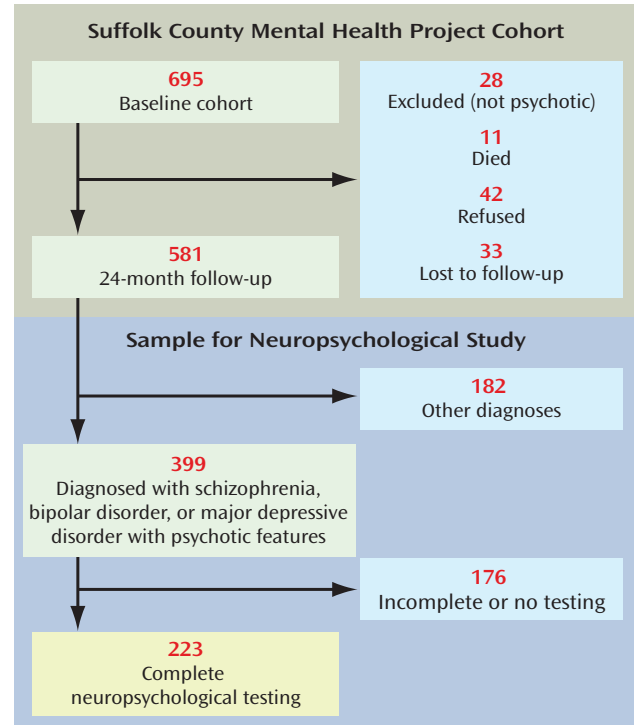 Suffolk County Mental Health Project Cohort
695
Baseline cohort
28
Excluded (not psychotic)
11
Died
42
Refused
33
Lost to follow-up
581
24-month follow-up
Sample for Neuropsychological Study
182
Other diagnoses
399
Diagnosed with schizophrenia,
bipolar disorder, or major depressive
disorder with psychotic features
176
Incomplete or no testing
223
Complete
neuropsychological testing